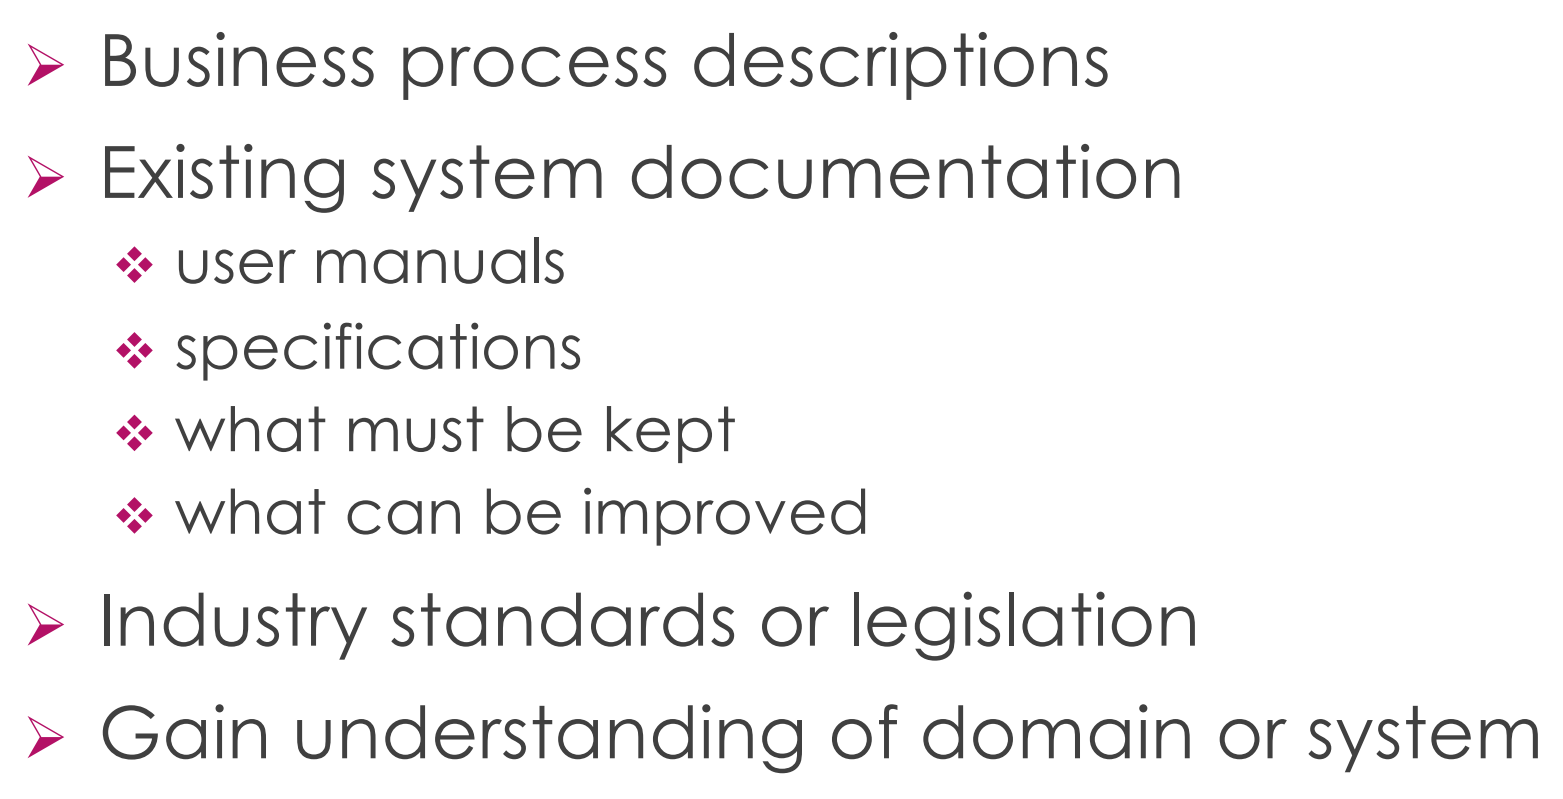 Business process descriptions
Existing system documentation
user manuals
specifications
what must be kept
what can be improved
Industry standards or legislation
Gain understanding of domain or system